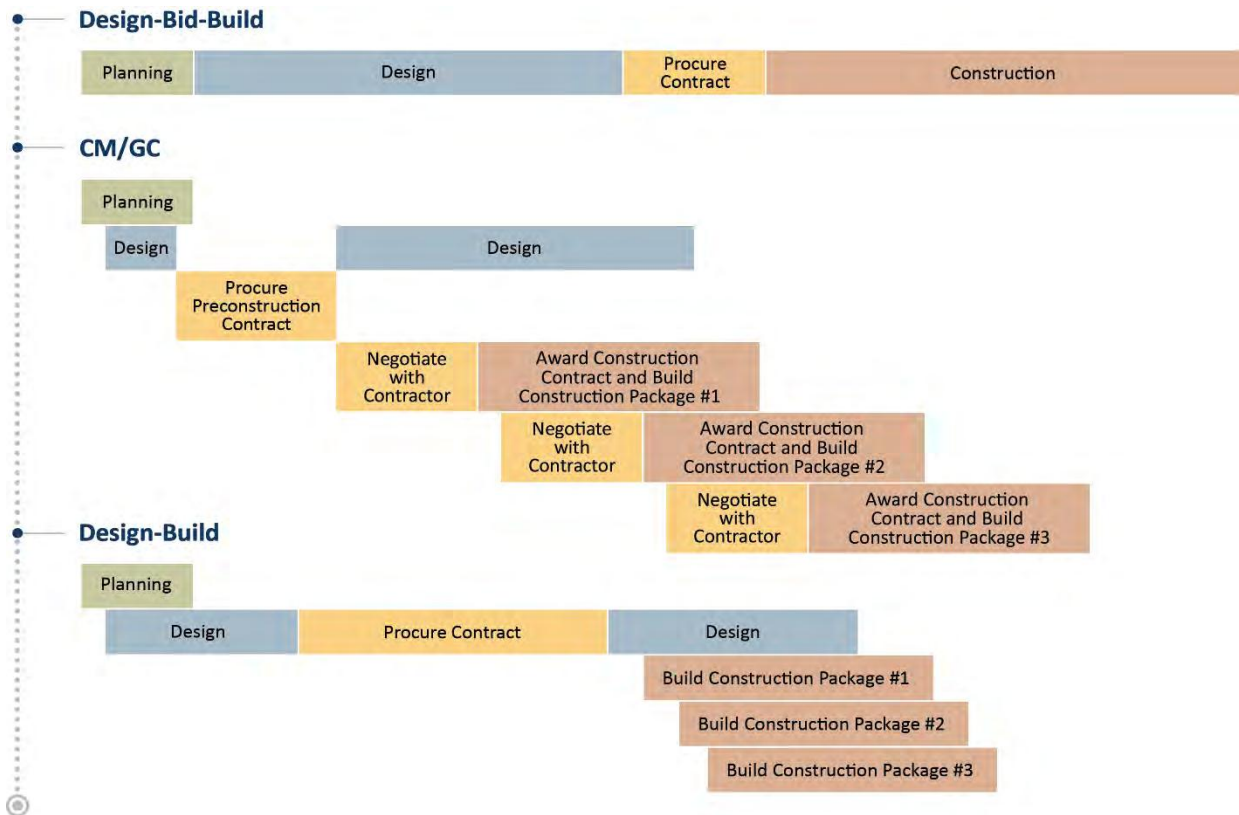 Design-Bid-Build
Planning
Design
Procure
Contract
Construction
CM/GC
Planning
Design
Design
Procure
Preconstruction
Contract
Negotiate
with
Contractor
Award Construction
Contract and Build
Construction Package #1
Negotiate
with
Contractor
Award Construction
Contract and Build
Construction Package #2
Negotiate
with
Contractor
Award Construction
Contract and Build
Construction Package #3
Design-Build
Planning
Design
Procure Contract
Design
Build Construction Package #1
Build Construction Package #2
Build Construction Package #3